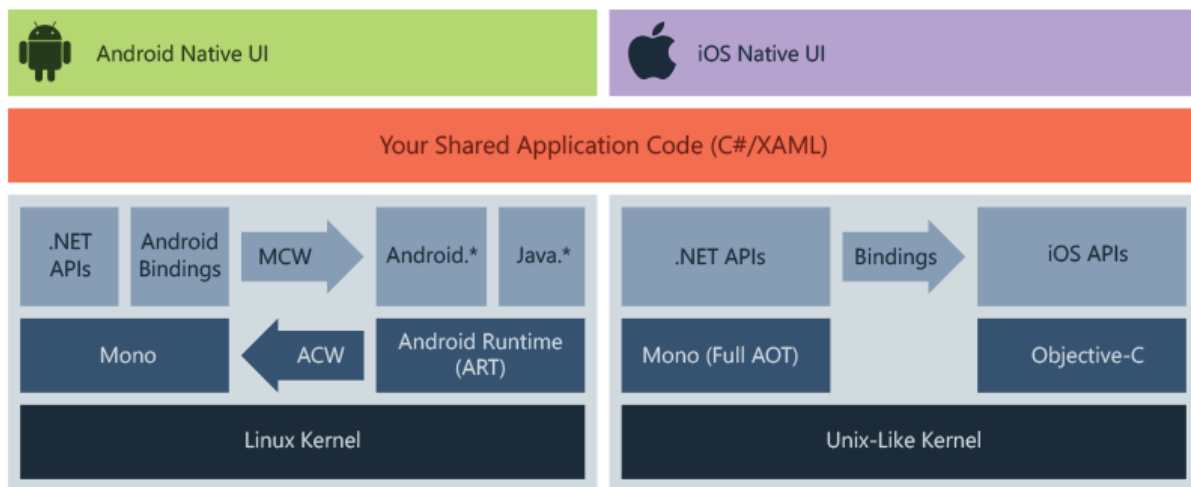 Android Native UI
iOS Native UI
Your Shared Application Code (C#/XAML)
.NET
APIs
Android
Bindings
MCW
Android.*
Java.*
Mono
ACW
Android Runtime
(ART)
Linux Kernel
.NET APIs
Bindings
iOS APIs
Mono (Full AOT)
Objective-C
Unix-Like Kernel